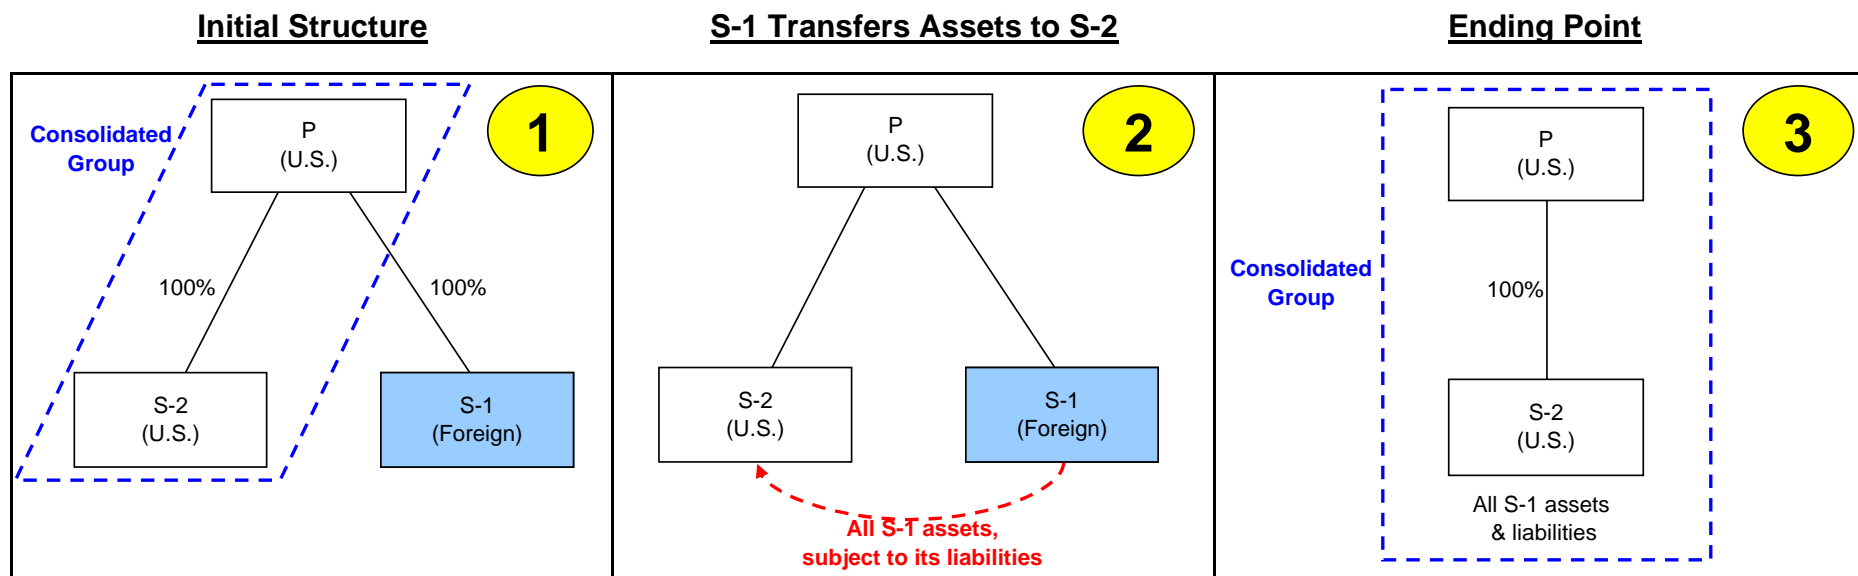 Initial Structure
S-1 Transfers Assets to S-2
Ending Point
Consolidated
Group
P
(U.S.)
1
100%
100%
S-2
(U.S.)
S-1
(Foreign)
P
(U.S.)
2
S-2
(U.S.)
S-1
(Foreign)
All S-1 assets,
subject to its liabilities
P
(U.S.)
3
Consolidated
Group
100%
S-2
(U.S.)
All S-1 assets
& liabilities